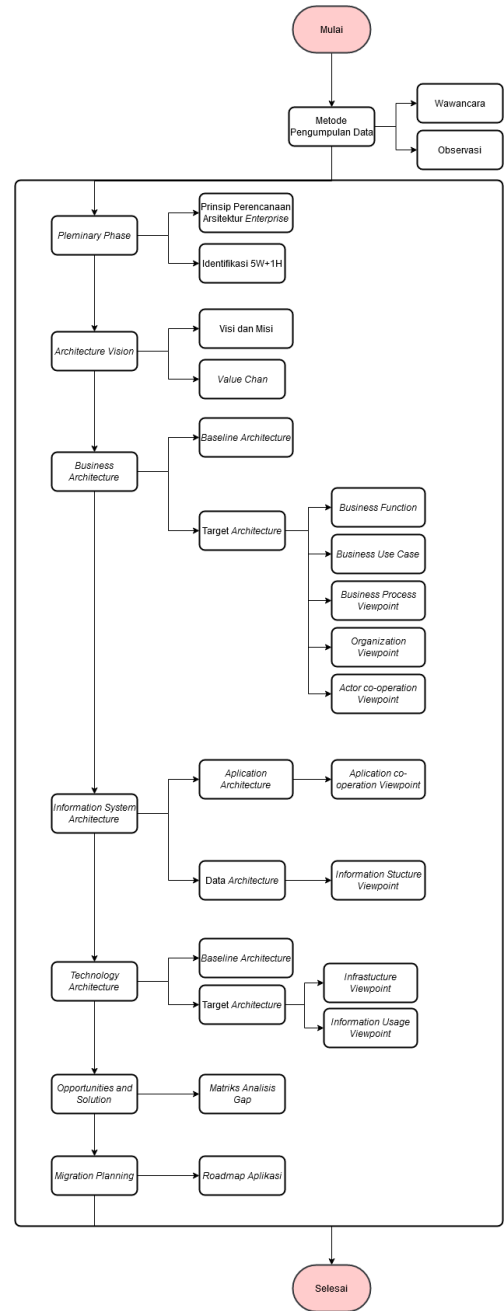 Mulai
Metode
Pengumpulan Data
Wawancara
Observasi
Pleminary Phase
Prinsip Perencanaan
Arsitektur Enterprise
Identifikasi 5W+1H
Architecture Vision
Visi dan Misi
Value Chan
Business
Architecture
Baseline Architecture
Target Architecture
Business Function
Business Use Case
Business Process
Viewpoint
Organization
Viewpoint
Actor co-operation
Viewpoint
Information System
Architecture
Aplication
Architecture
Aplication co-
operation Viewpoint
Data Architecture
Information Stucture
Viewpoint
Technology
Architecture
Baseline Architecture
Target Architecture
Infrastucture
Viewpoint
Information Usage
Viewpoint
Opportunities and
Solution
Matriks Analisis
Gap
Migration Planning
Roadmap Aplikasi
Selesai